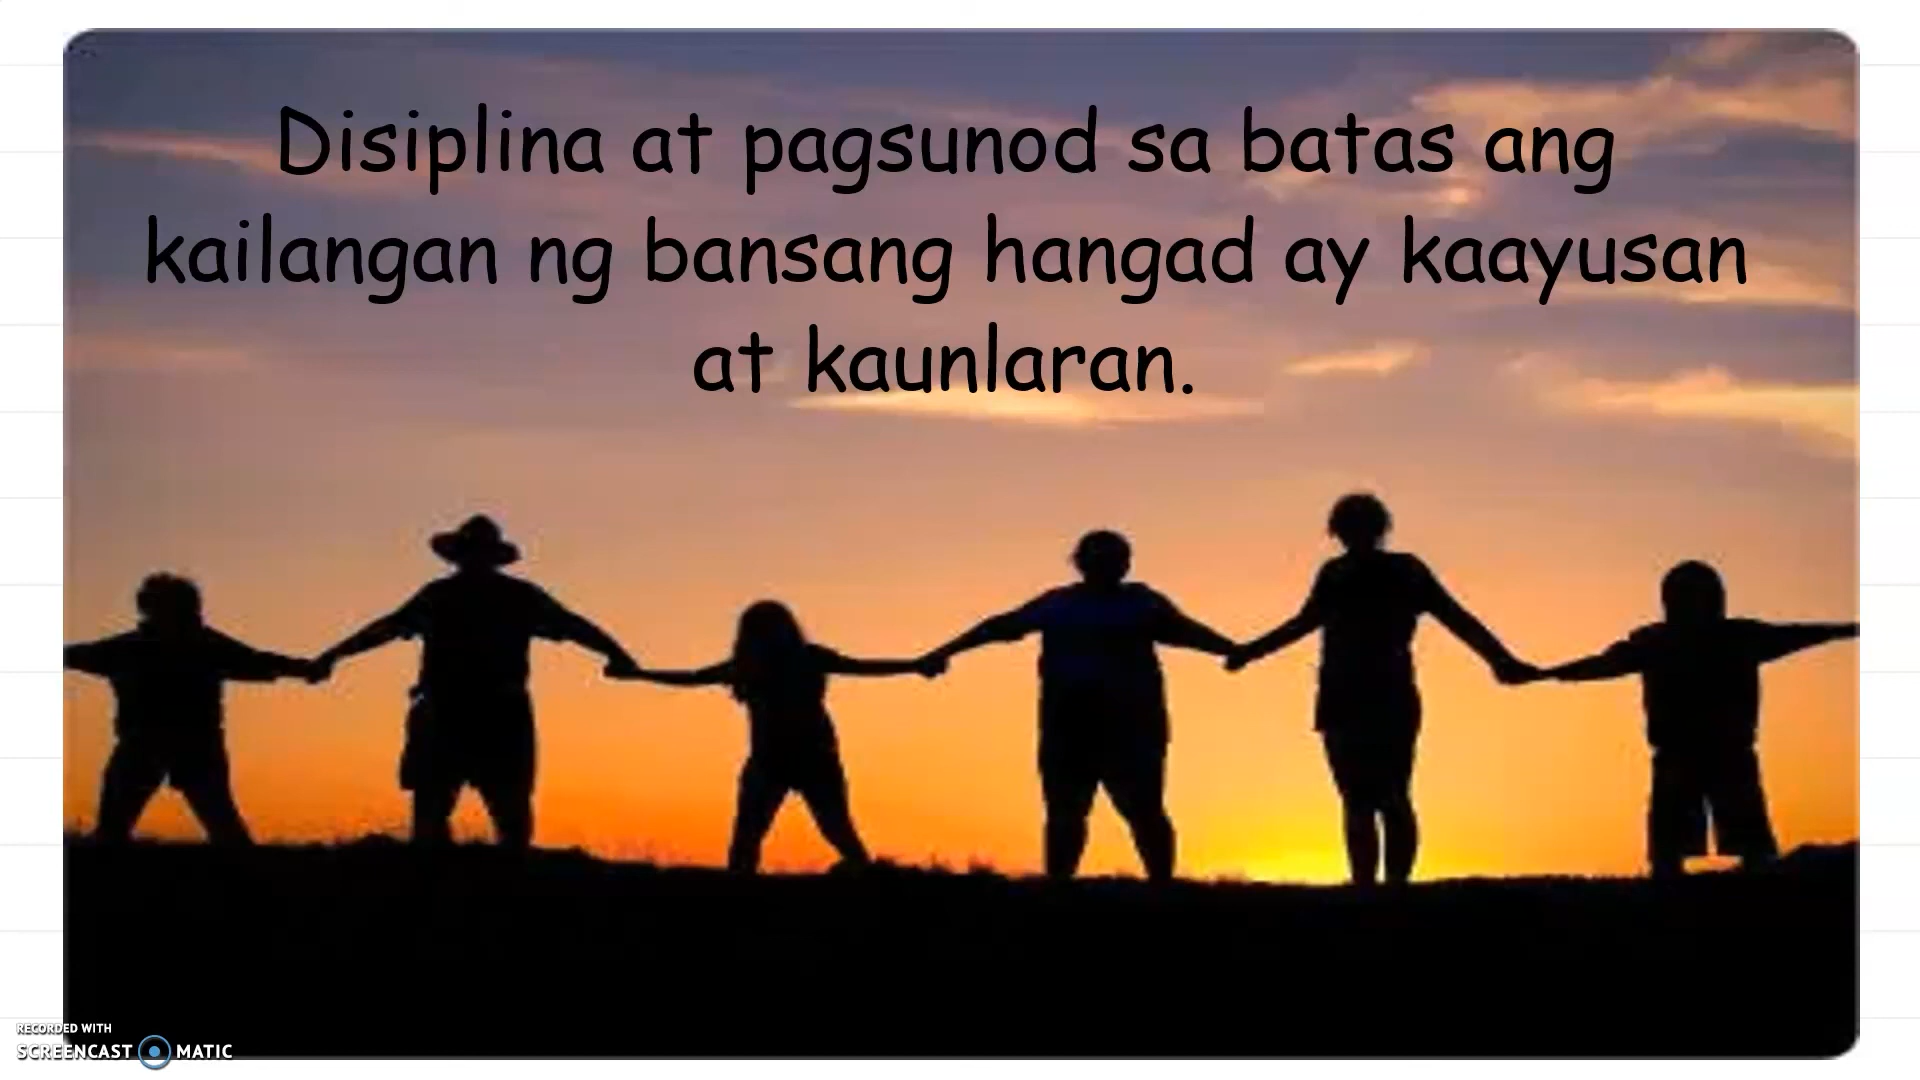 Disiplina at pagsunod sa batas ang
kailangan ng bansang hangad ay kaayusan
at kaunlaran.
RECORDED WITH
SCREENCAST MATIC